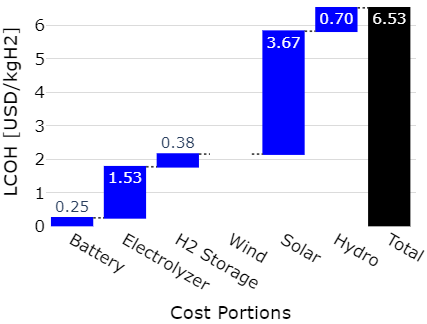 LCOH [USD/kgH2]
6
5
4
3
2
1
0
0.25
1.53
0.38
3.67
0.70
6.53
Battery
Electrolyzer
H2 Storage
Wind
Solar
Hydro
Total
Cost Portions